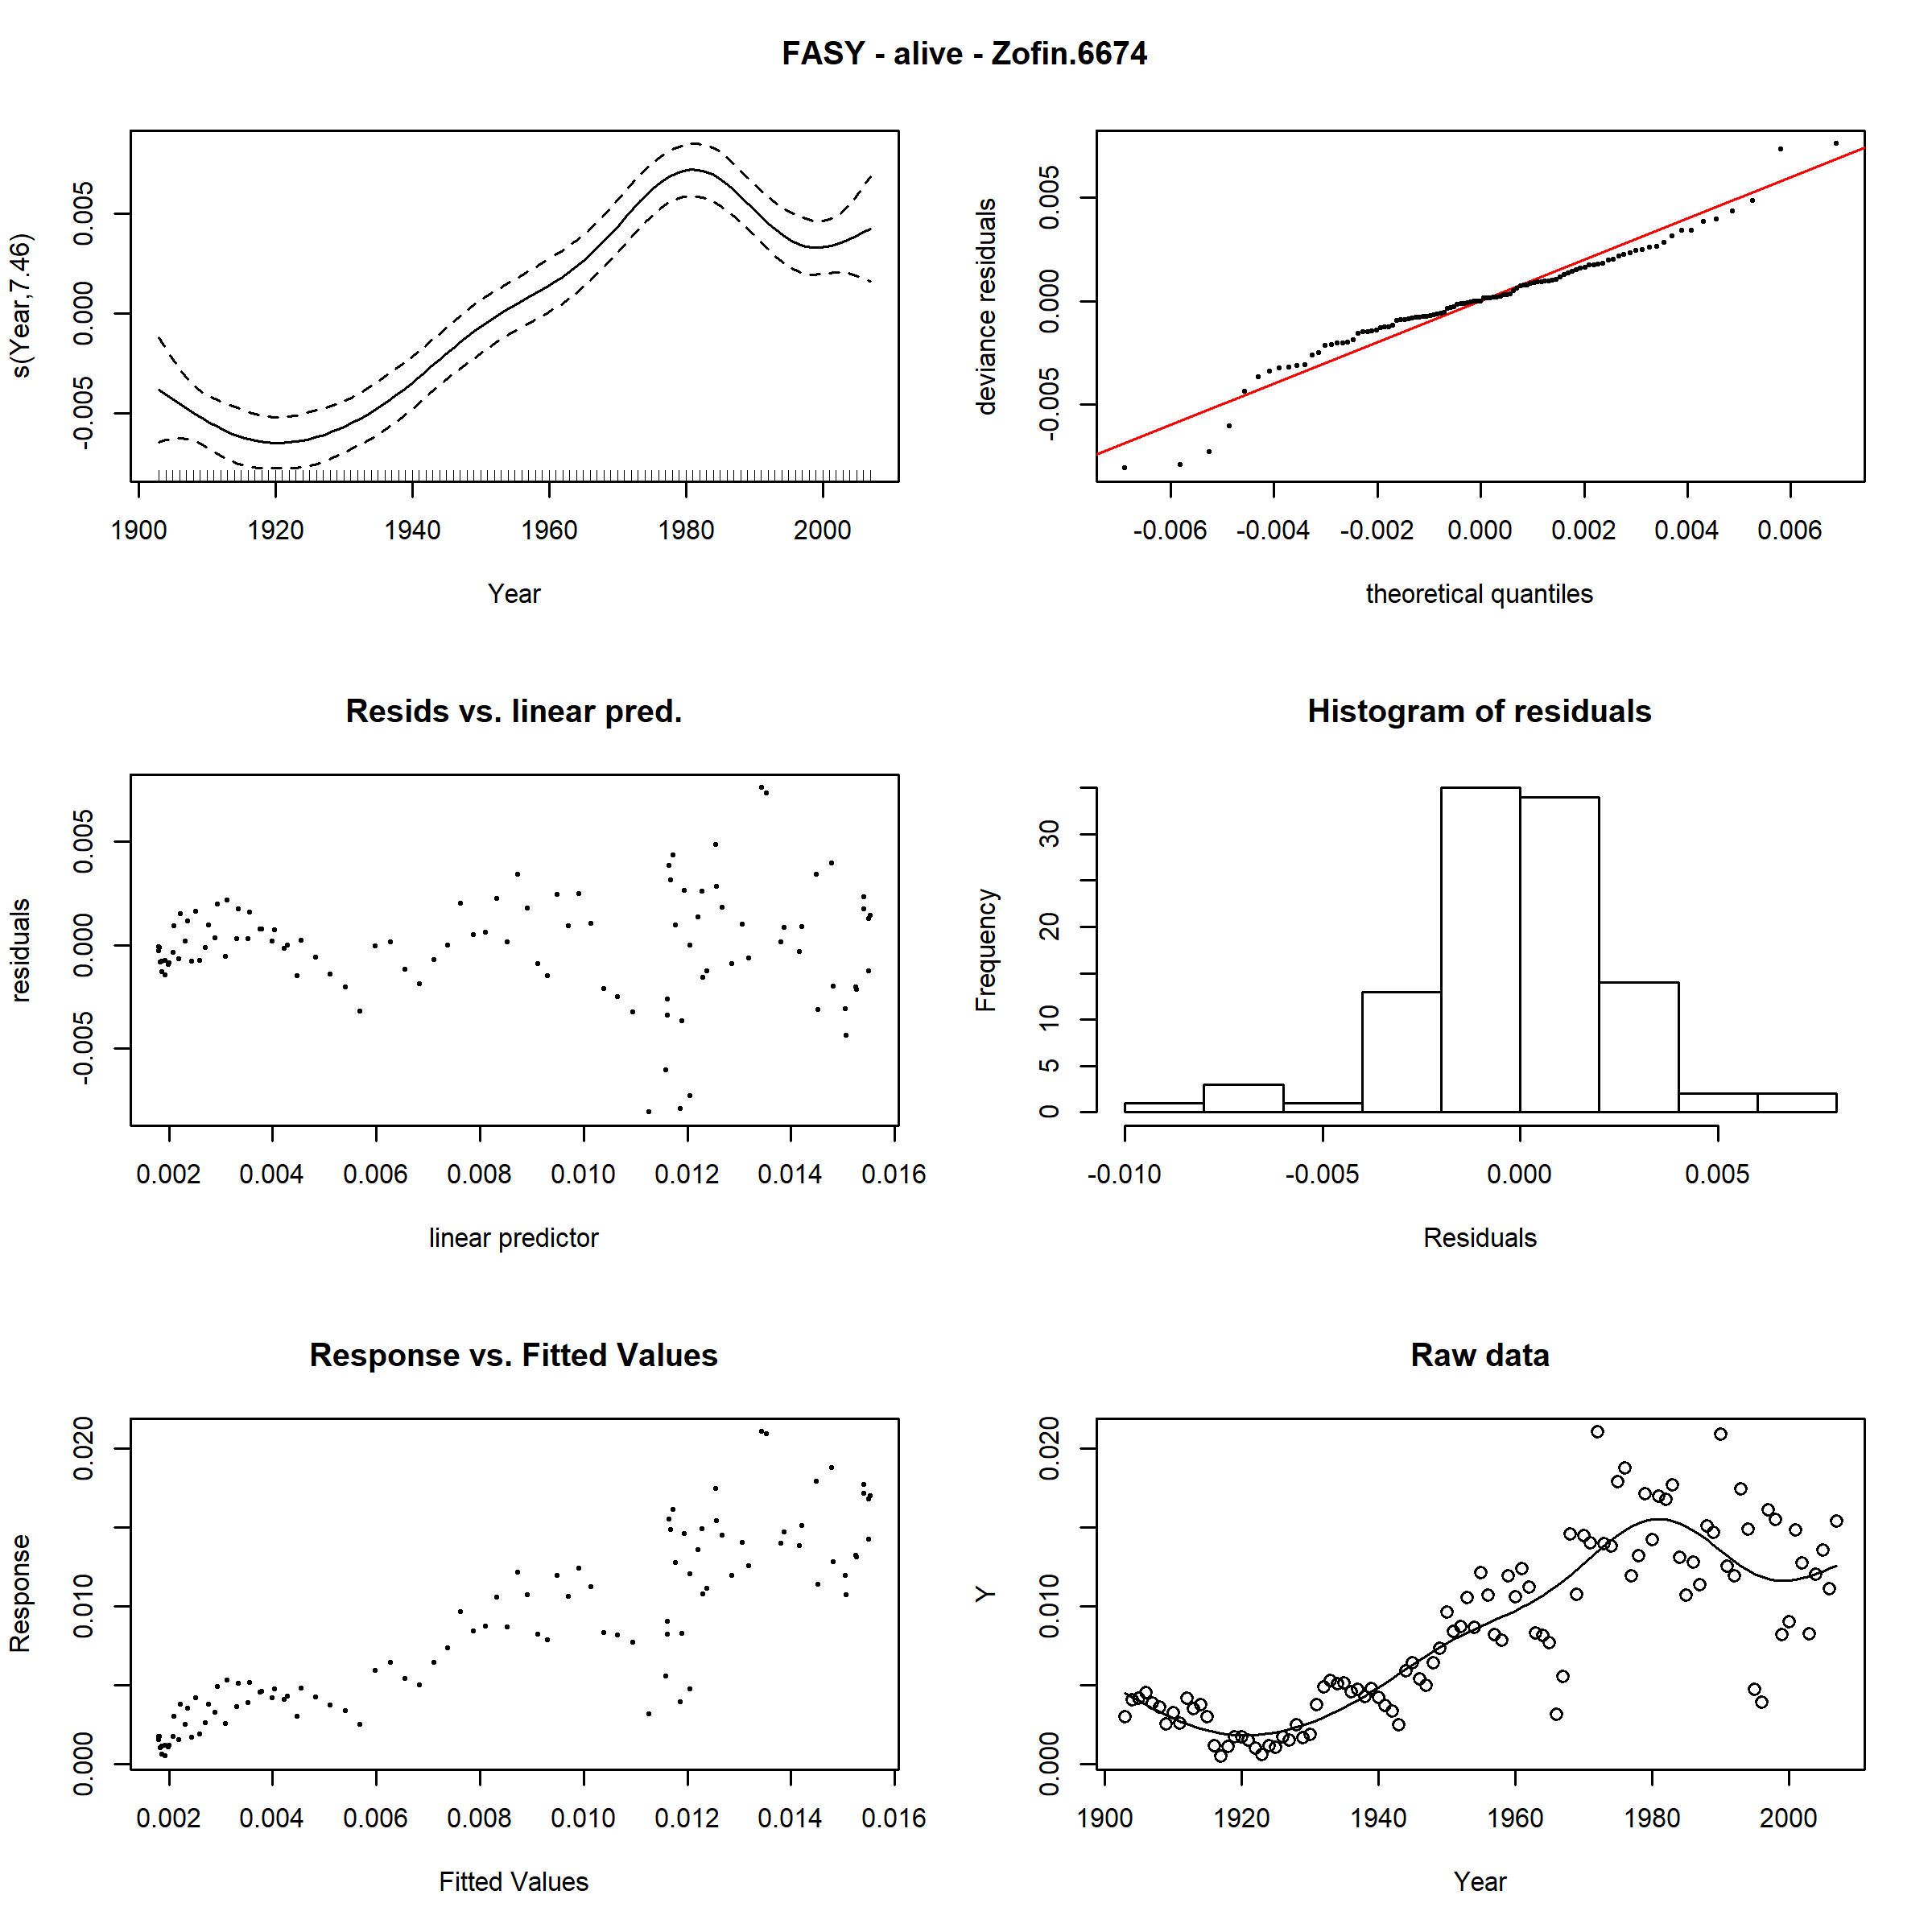 FASY - alive - Zofin.6674
s(Year,7.46)
0.005
0.000
-0.005
1900 1920 1940 1960 1980 2000
Year
deviance residuals
0.005
0.000
-0.005
-0.006 -0.004 -0.002 0.000 0.002 0.004 0.006
theoretical quantiles
Resids vs. linear pred.
residuals
0.005
0.000
-0.005
0.002 0.004 0.006 0.008 0.010 0.012 0.014 0.016
linear predictor
Histogram of residuals
Frequency
30
20
10
5
0
-0.010 -0.005 0.000 0.005
Residuals
Response vs. Fitted Values
Response
0.020
0.010
0.000
0.002 0.004 0.006 0.008 0.010 0.012 0.014 0.016
Fitted Values
Raw data
Y
0.020
0.010
0.000
1900 1920 1940 1960 1980 2000
Year